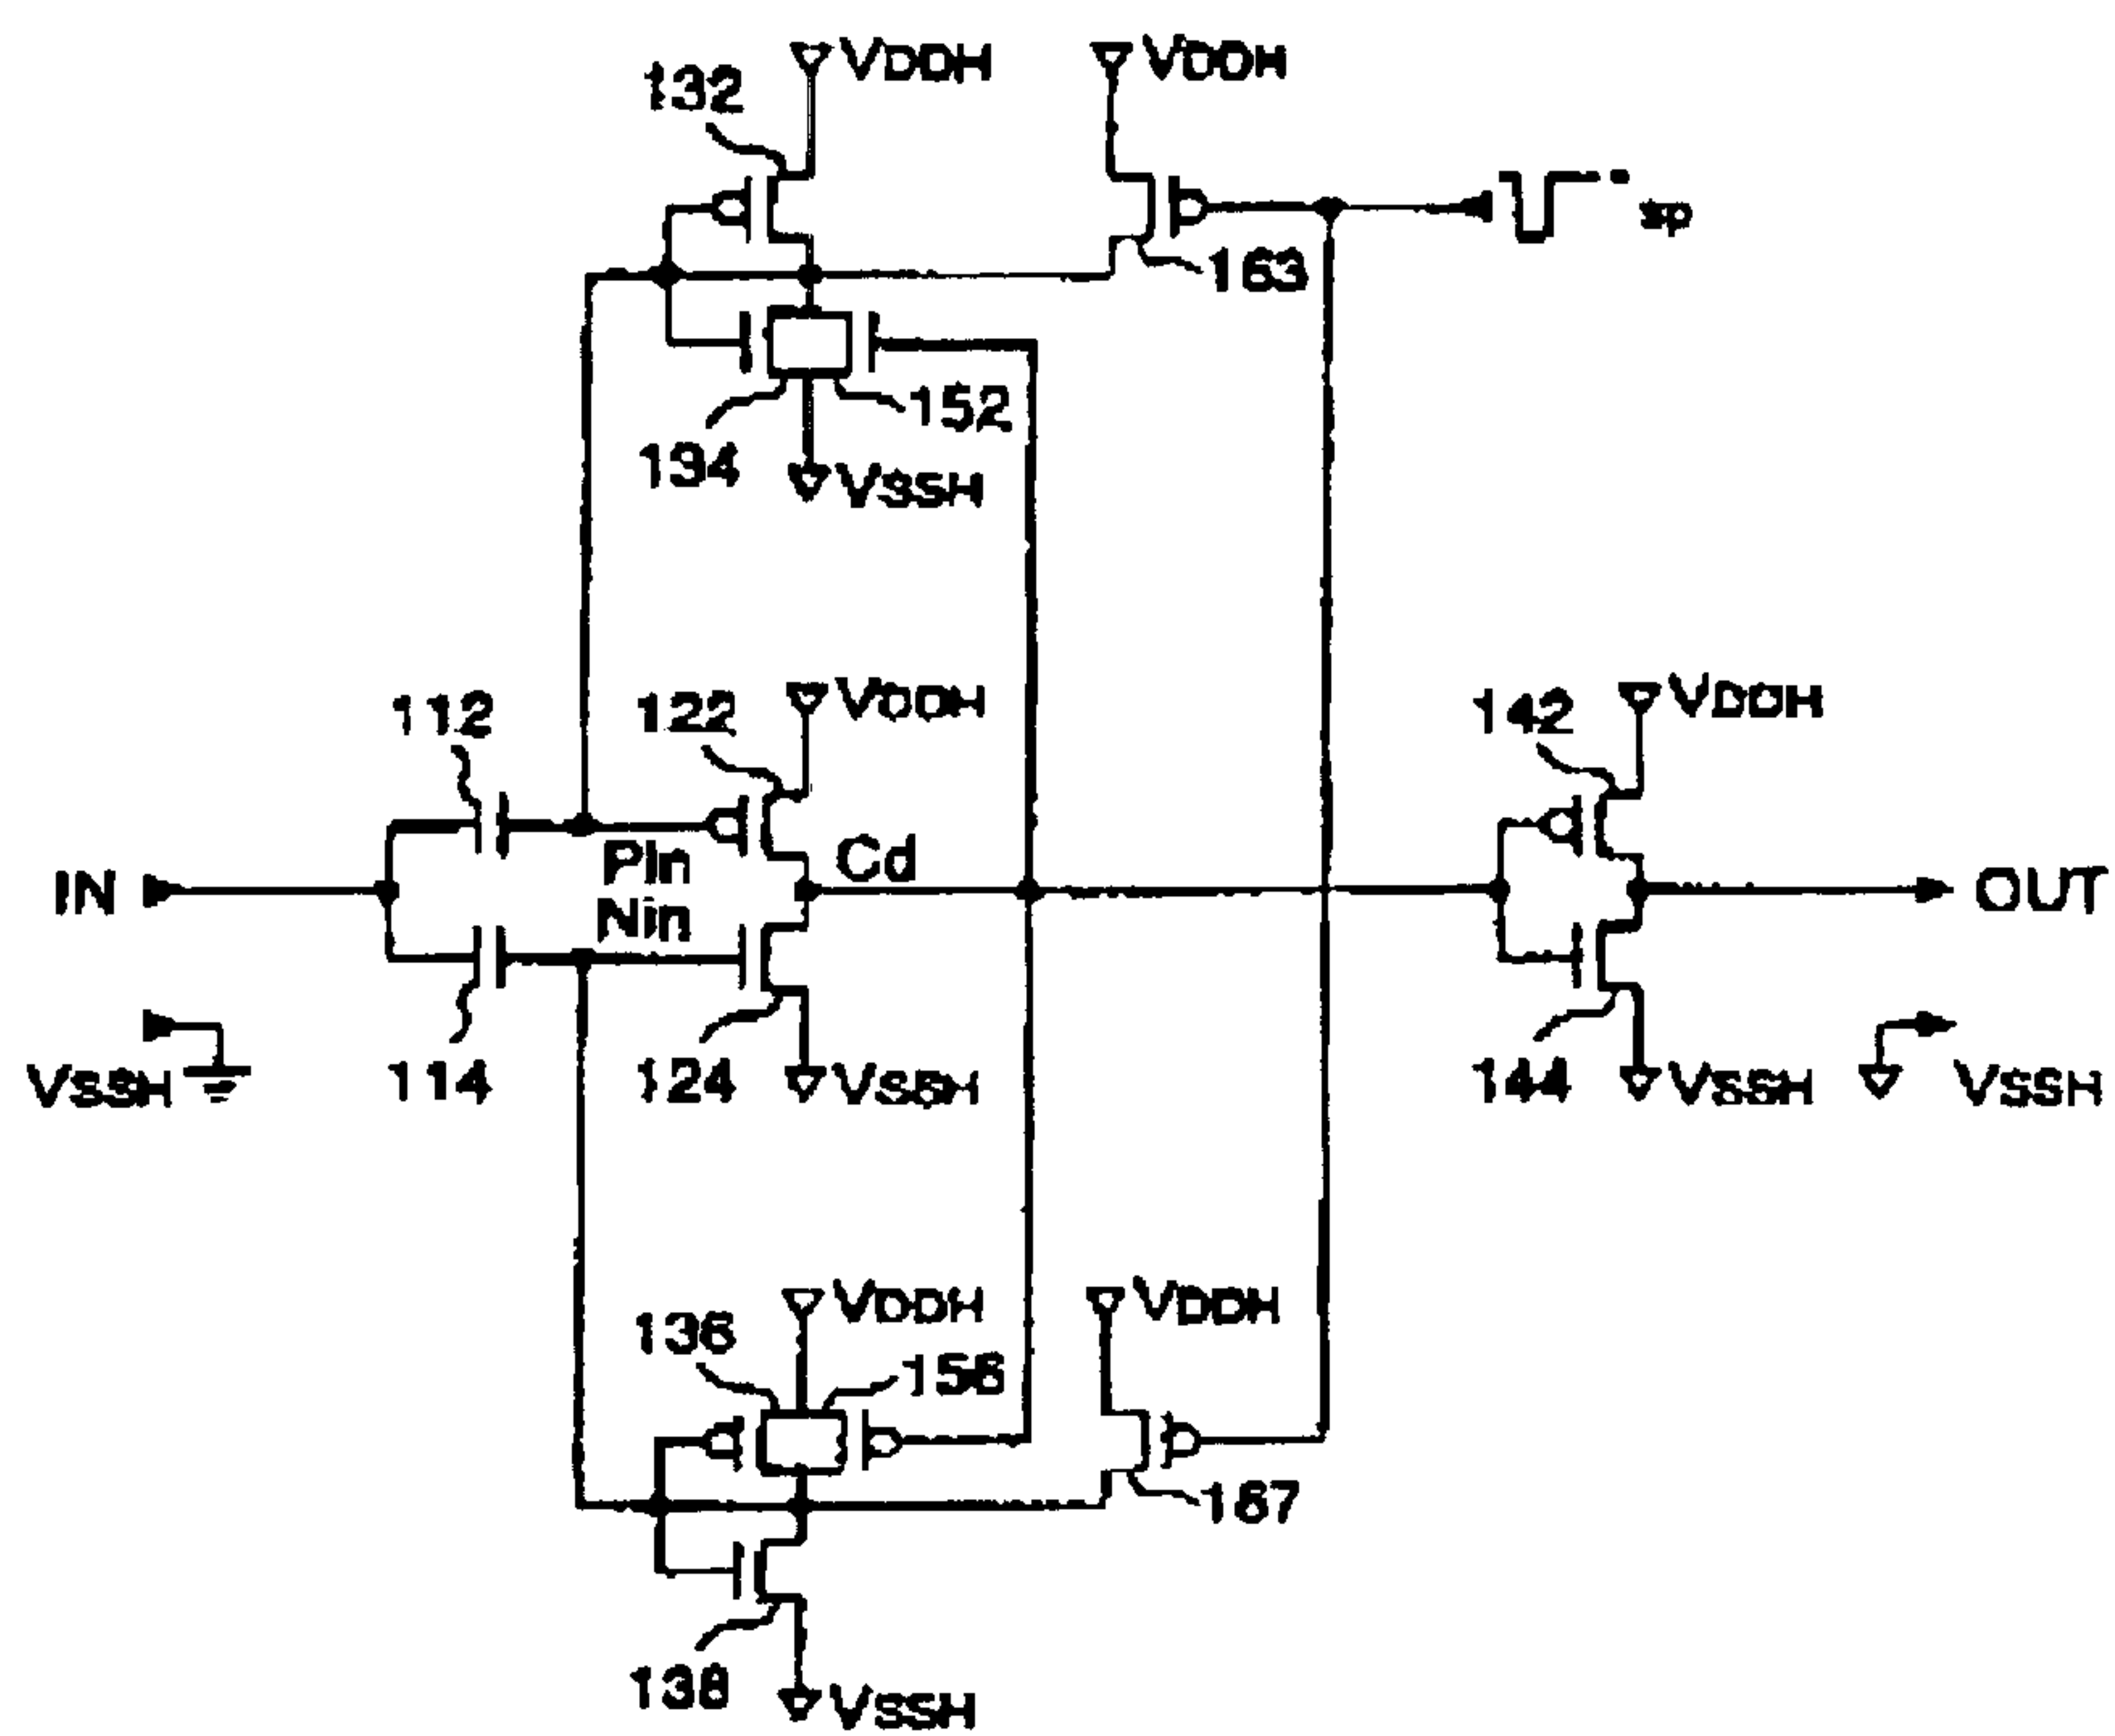 132
VDDH
VDDH
sp
163
152
134
VSSH
112
122
VDDH
142
VDDH
Pin
Cd
IN
Nin
OUT
VSSH
114
124
VSSH
144
VSSH
VSSH
136
VDDH
VDDH
156
167
138
VSSH